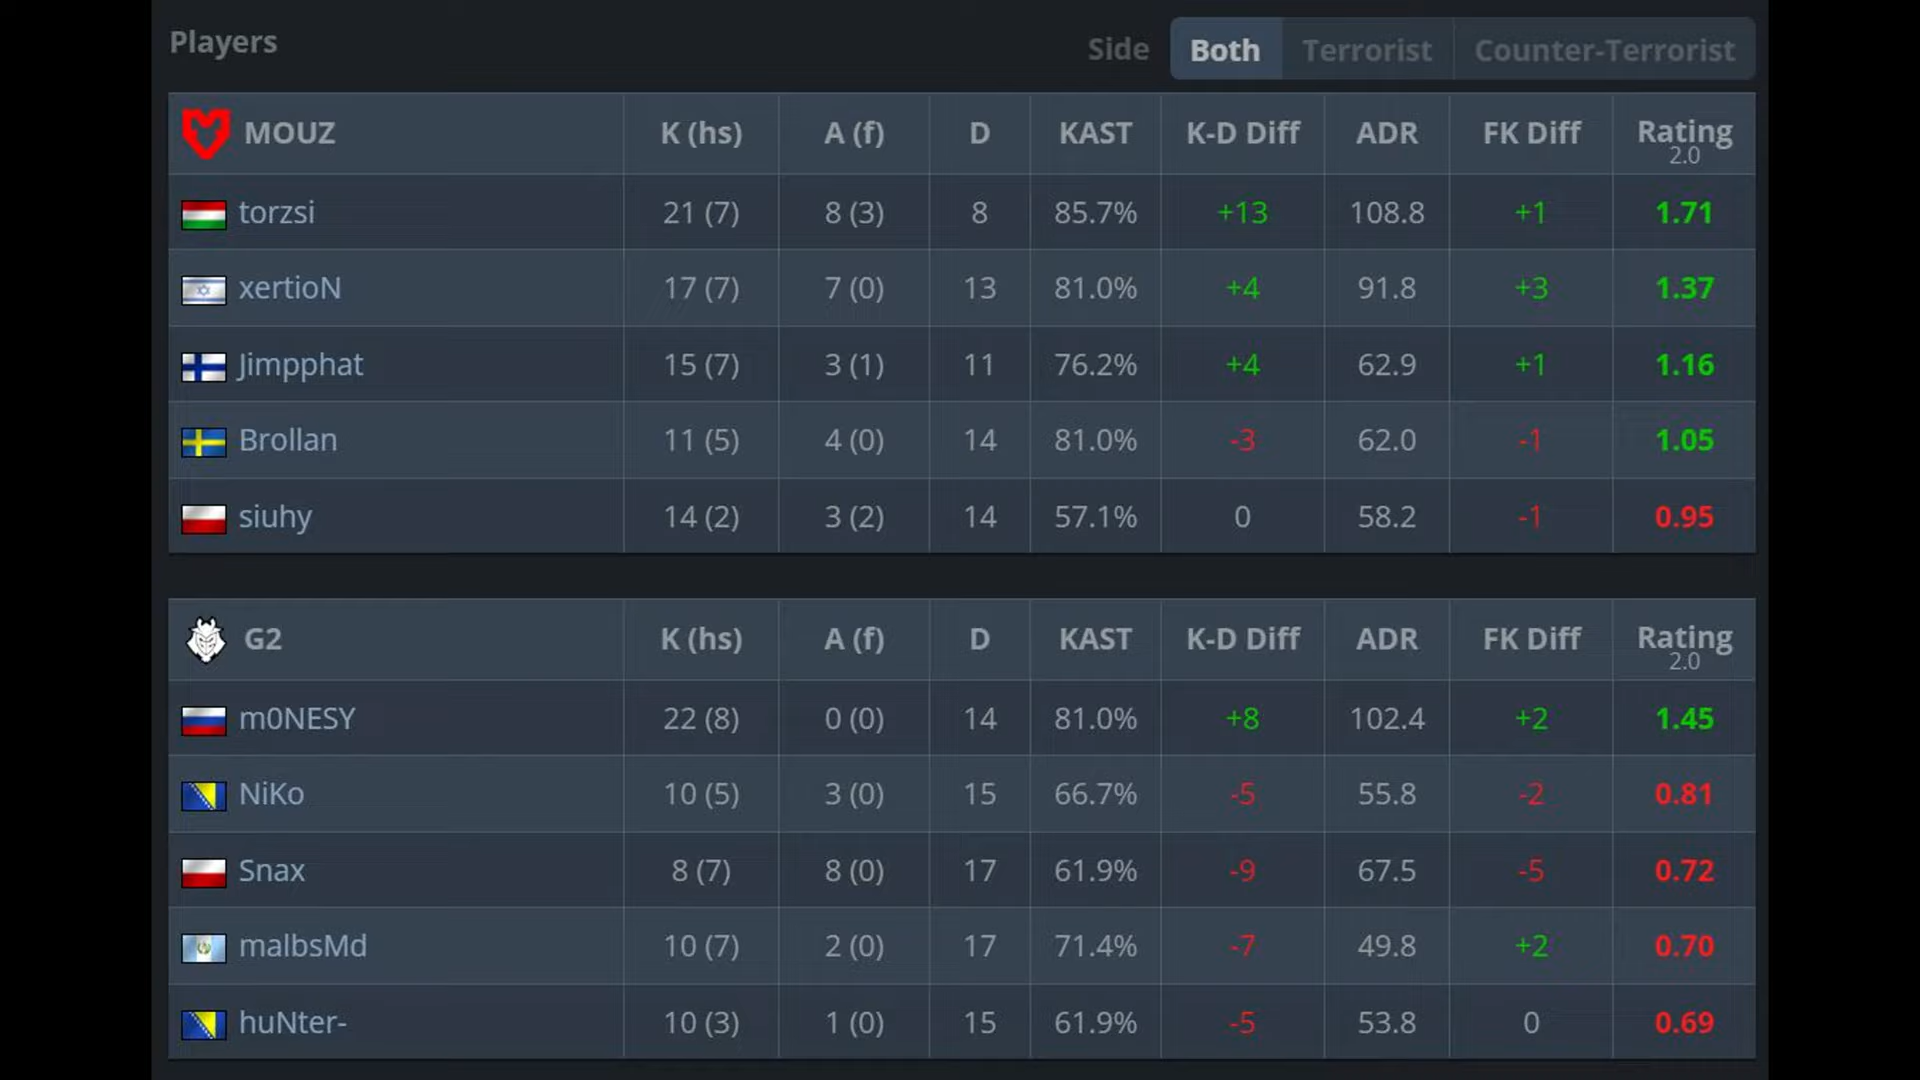 Players Side Both Terrorist Counter-Terrorist
MOUZ K (hs) A (f) D KAST K-D Diff ADR FK Diff Rating 2.0
torzsi 21 (7) 8 (3) 8 85.7% +13 108.8 +1 1.71
xertioN 17 (7) 7 (0) 13 81.0% +4 91.8 +3 1.37
Jimpphat 15 (7) 3 (1) 11 76.2% +4 62.9 +1 1.16
Brollan 11 (5) 4 (0) 14 81.0% -3 62.0 -1 1.05
siuhy 14 (2) 3 (2) 14 57.1% 0 58.2 -1 0.95
G2 K (hs) A (f) D KAST K-D Diff ADR FK Diff Rating 2.0
m0NESY 22 (8) 0 (0) 14 81.0% +8 102.4 +2 1.45
NiKo 10 (5) 3 (0) 15 66.7% -5 55.8 -2 0.81
Snax 8 (7) 8 (0) 17 61.9% -9 67.5 -5 0.72
malbsMd 10 (7) 2 (0) 17 71.4% -7 49.8 +2 0.70
huNter- 10 (3) 1 (0) 15 61.9% -5 53.8 0 0.69